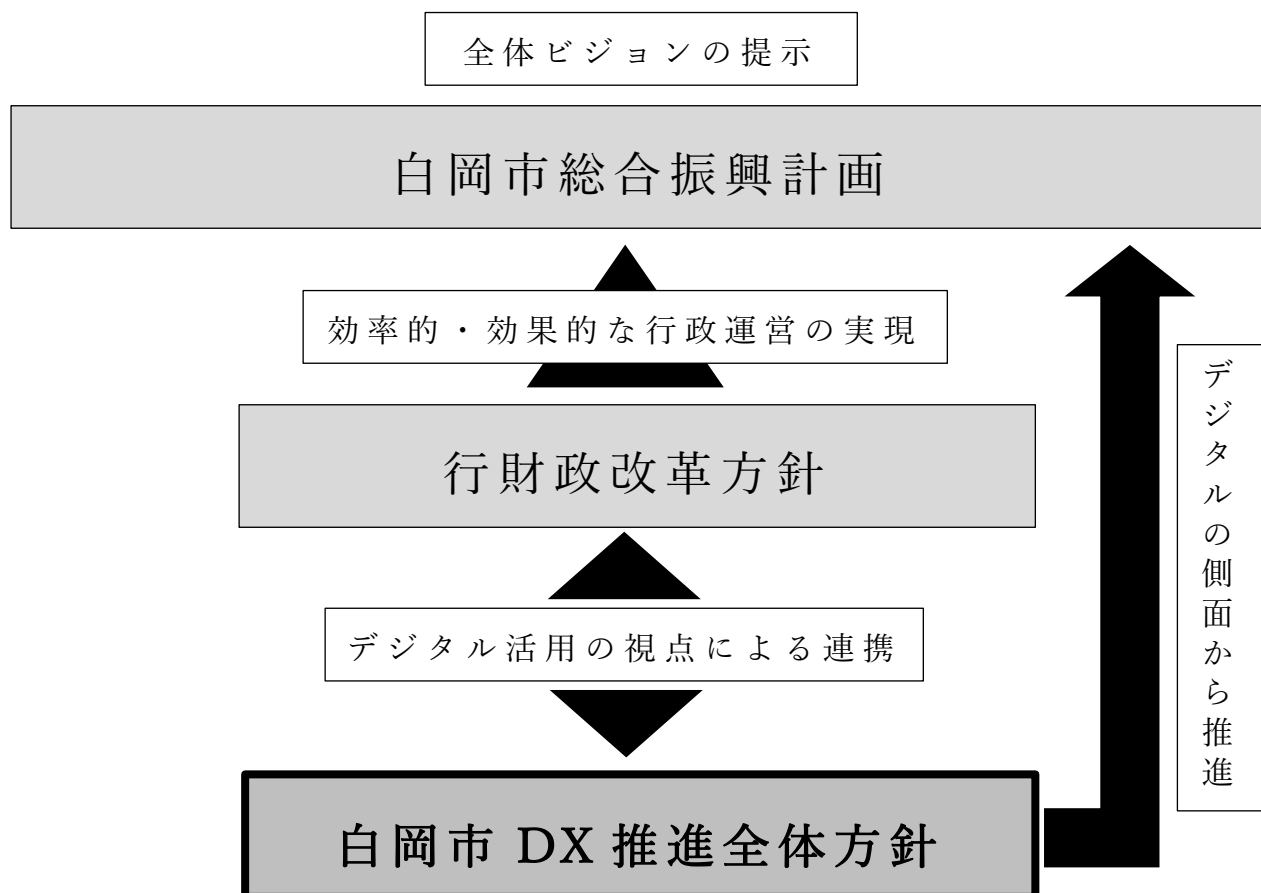 全体ビジョンの提示
白岡市総合振興計画
効率的・効果的な行政運営の実現
行財政改革方針
デジタル活用の視点による連携
デジタルの側面から推進
白岡市 DX 推進全体方針